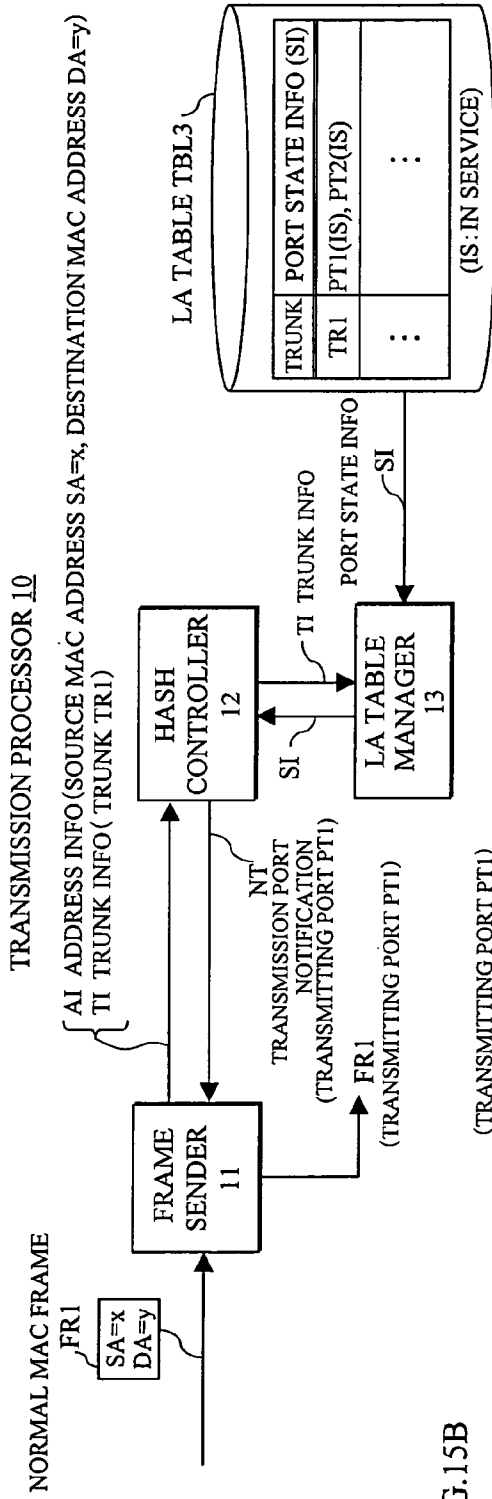 TRANSMISSION PROCESSOR 10
NORMAL MAC FRAME
FR1
SA=x
DA=y
FRAME
SENDER
11
AI ADDRESS INFO (SOURCE MAC ADDRESS SA=x, DESTINATION MAC ADDRESS DA=y)
TI TRUNK INFO ( TRUNK TR1)
NT
TRANSMISSION PORT
NOTIFICATION
(TRANSMITTING PORT PT1)
FR1
(TRANSMITTING PORT PT1)
HASH
CONTROLLER
12
SI
TI TRUNK INFO
LA TABLE
MANAGER
13
PORT STATE INFO
SI
LA TABLE TBL3
TRUNK PORT STATE INFO (SI)
TR1 PT1(IS), PT2(IS)
⋮ ⋮
(IS : IN SERVICE)
G.15B
(TRANSMITTING PORT PT1)